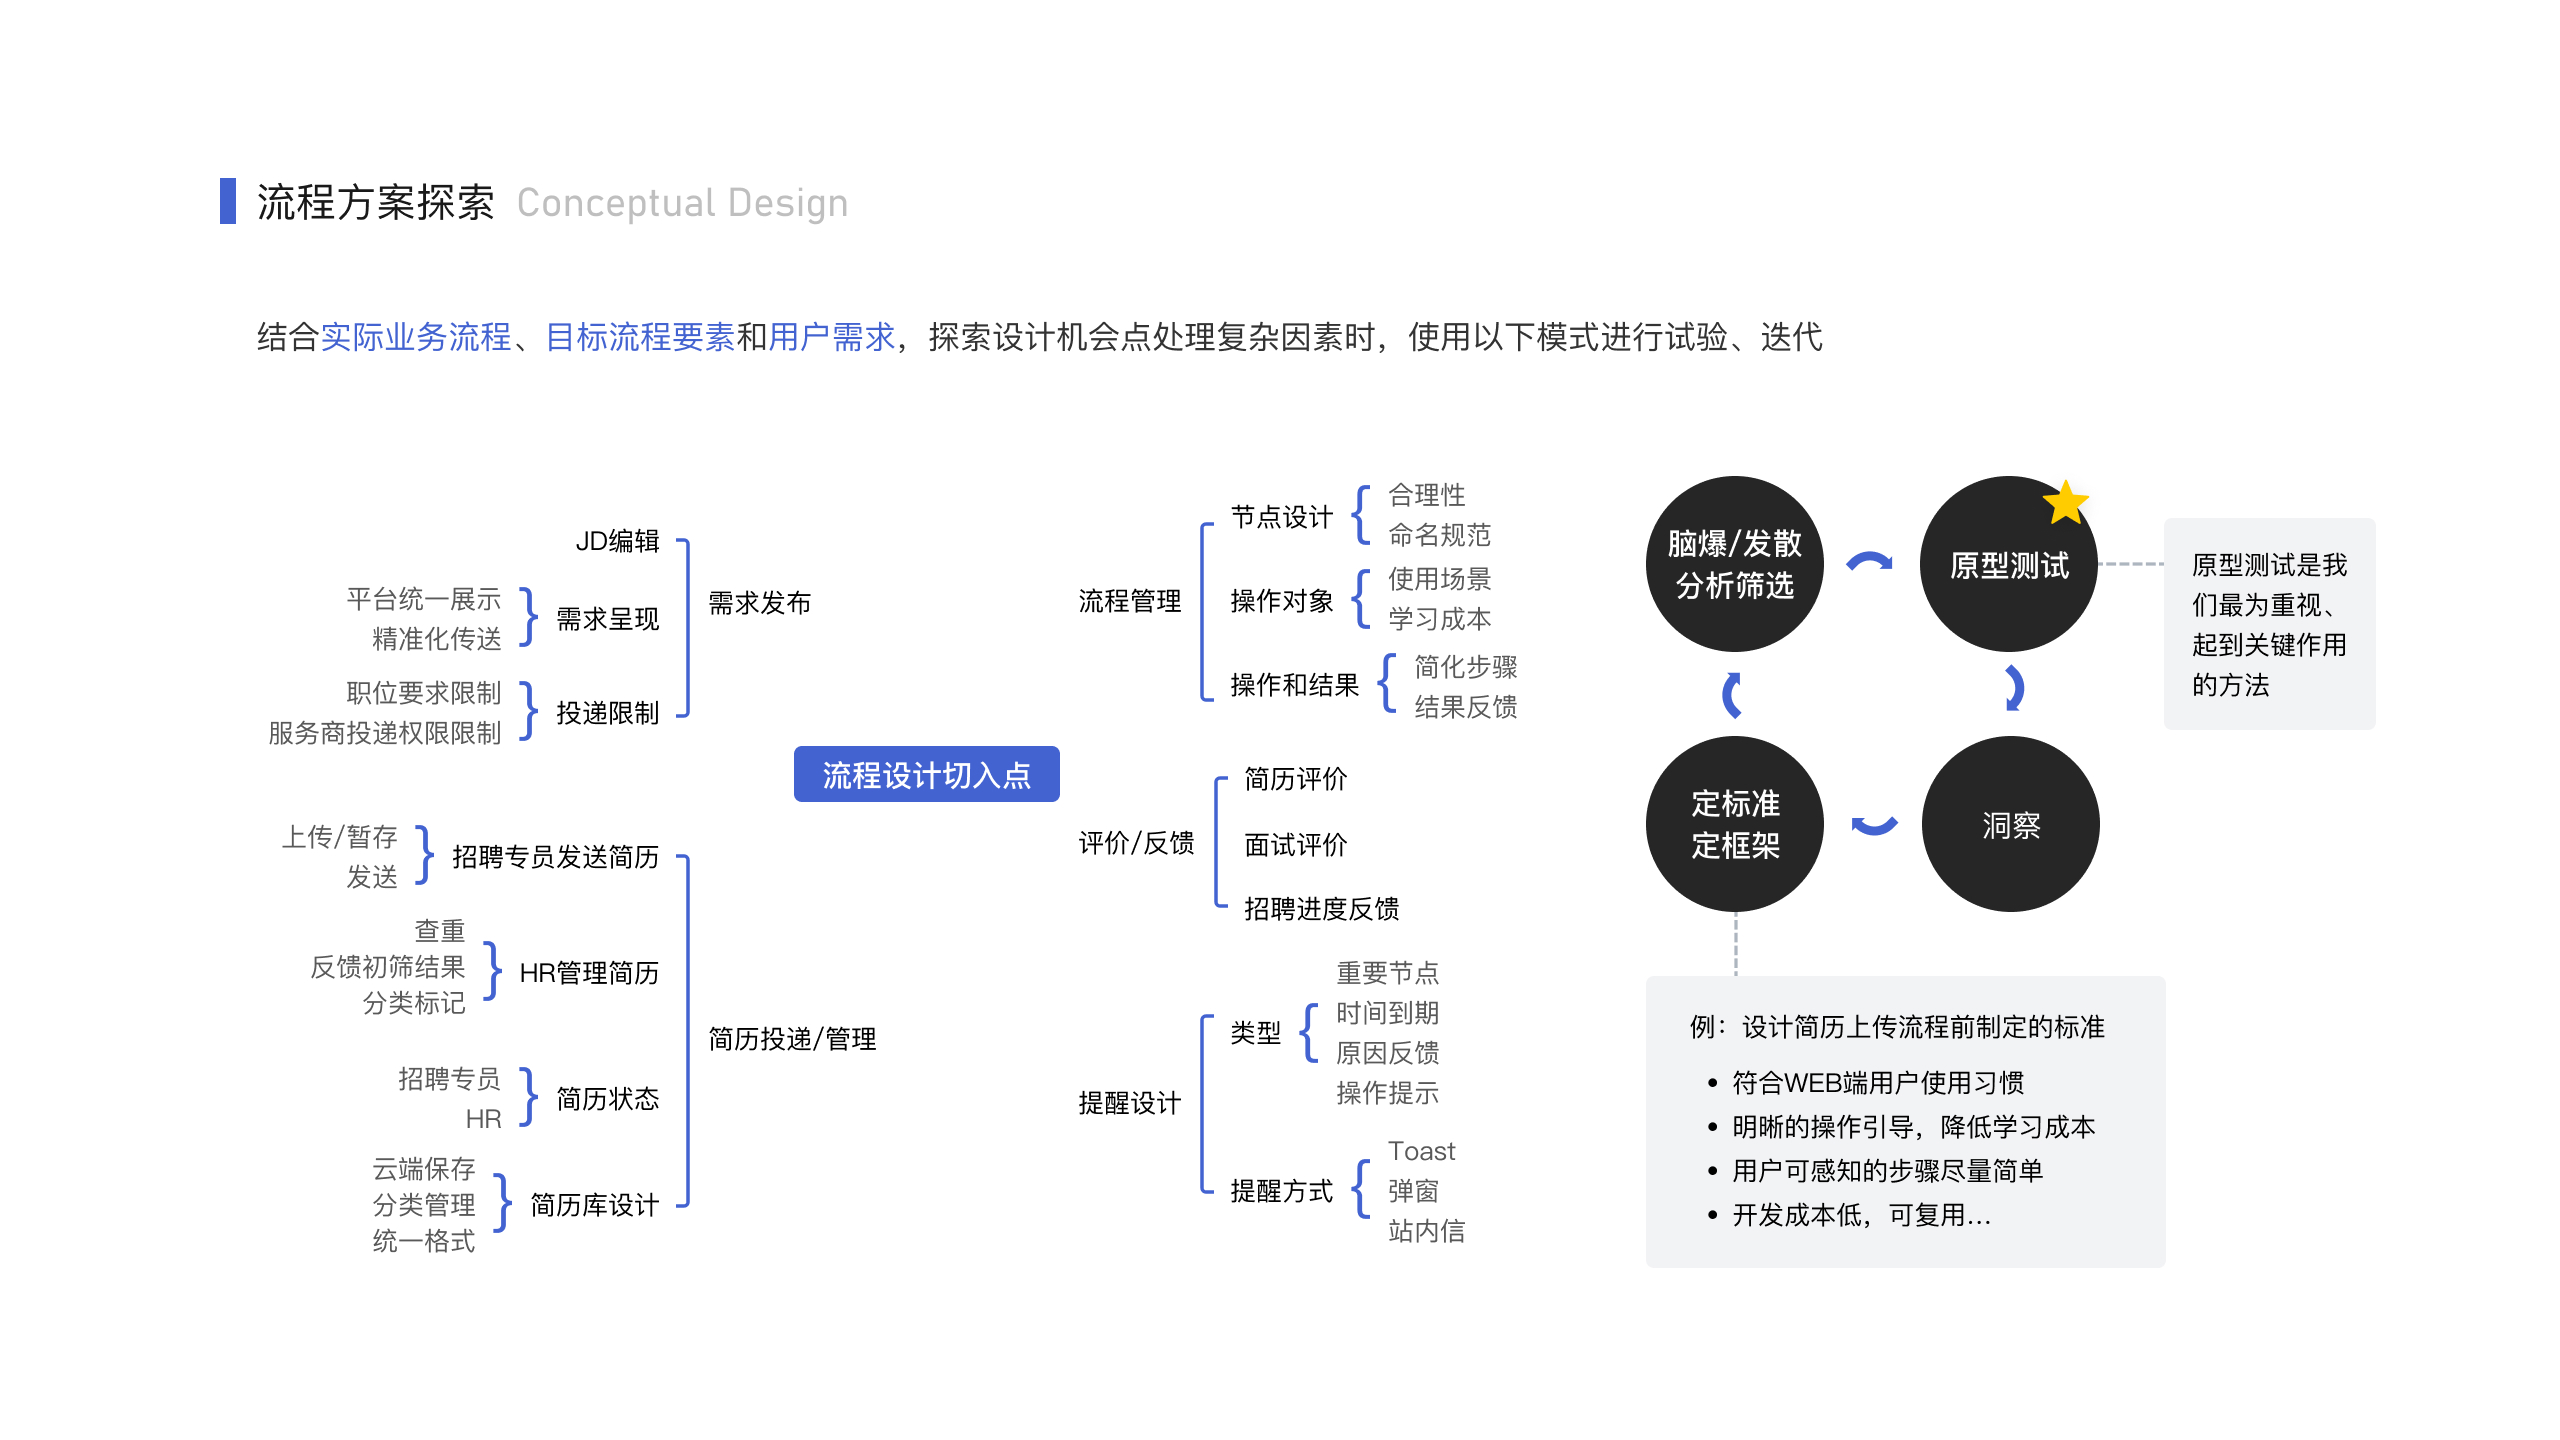 流程方案探索 Conceptual Design
结合实际业务流程、目标流程要素和用户需求，探索设计机会点处理复杂因素时，使用以下模式进行试验、迭代
JD编辑
平台统一展示
精准化传送
需求呈现
职位要求限制
服务商投递权限限制
投递限制
需求发布
流程设计切入点
上传/暂存
发送
招聘专员发送简历
查重
反馈初筛结果
分类标记
HR管理简历
招聘专员
HR
简历状态
云端保存
分类管理
统一格式
简历库设计
简历投递/管理
流程管理
节点设计
合理性
命名规范
操作对象
使用场景
学习成本
操作和结果
简化步骤
结果反馈
评价/反馈
简历评价
面试评价
招聘进度反馈
提醒设计
类型
重要节点
时间到期
原因反馈
操作提示
提醒方式
Toast
弹窗
站内信
脑爆/发散
分析筛选
原型测试
原型测试是我
们最为重视、
起到关键作用
的方法
定标准
定框架
洞察
例：设计简历上传流程前制定的标准
• 符合WEB端用户使用习惯
• 明晰的操作引导，降低学习成本
• 用户可感知的步骤尽量简单
• 开发成本低，可复用...